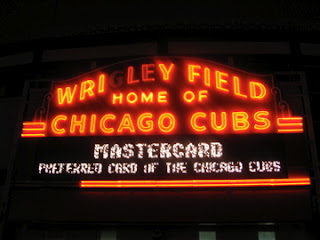 WRIGLEY FIELD
HOME OF
CHICAGO CUBS
MASTERCARD
PREFERRED CARD OF THE CHICAGO CUBS